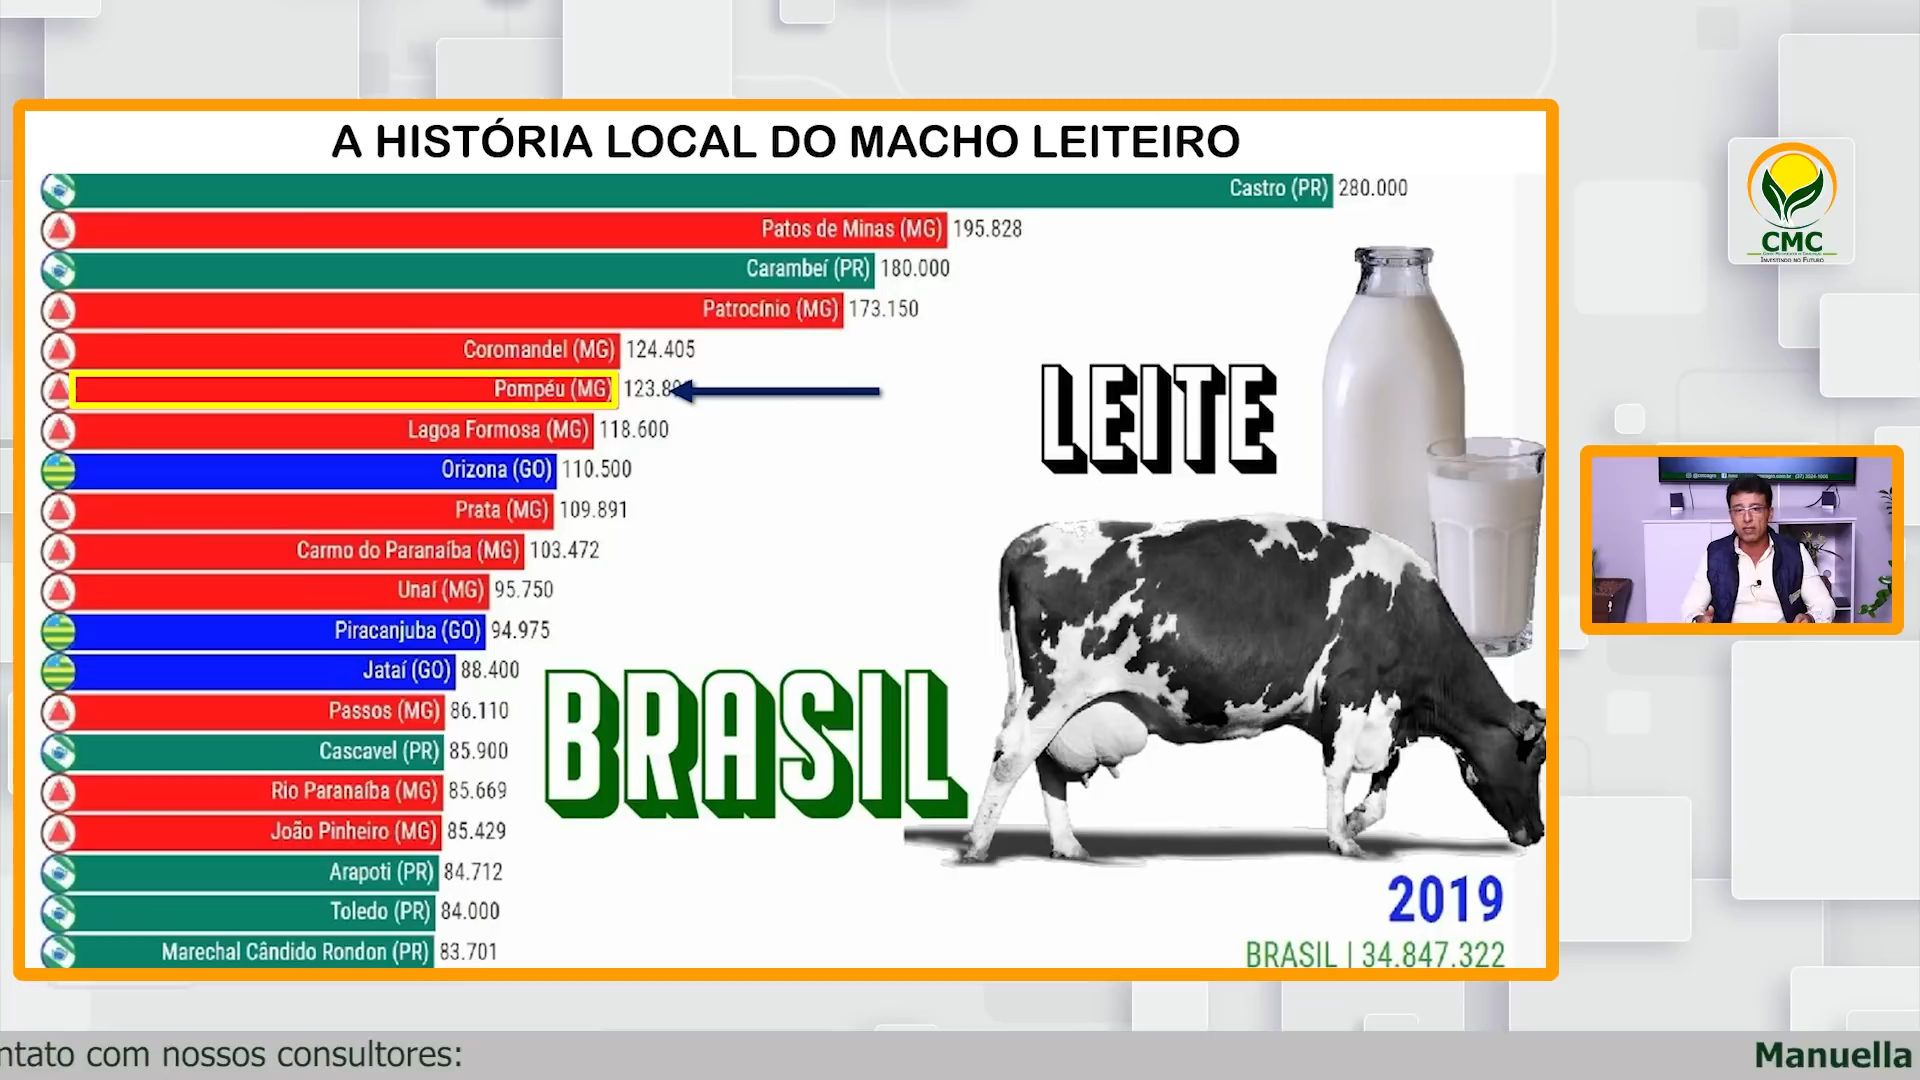 A HISTÓRIA LOCAL DO MACHO LEITEIRO
Castro (PR) 280.000
Patos de Minas (MG) 195.828
Carambeí (PR) 180.000
Patrocínio (MG) 173.150
Coromandel (MG) 124.405
Pompéu (MG) 123.8
Lagoa Formosa (MG) 118.600
Orizona (GO) 110.500
Prata (MG) 109.891
Carmo do Paranaíba (MG) 103.472
Unaí (MG) 95.750
Piracanjuba (GO) 94.975
Jataí (GO) 88.400
Passos (MG) 86.110
Cascavel (PR) 85.900
Rio Paranaíba (MG) 85.669
João Pinheiro (MG) 85.429
Arapoti (PR) 84.712
Toledo (PR) 84.000
Marechal Cândido Rondon (PR) 83.701
LEITE
BRASIL
2019
BRASIL | 34.847.322
CMC
Investindo no Futuro
ntato com nossos consultores:
Manuella